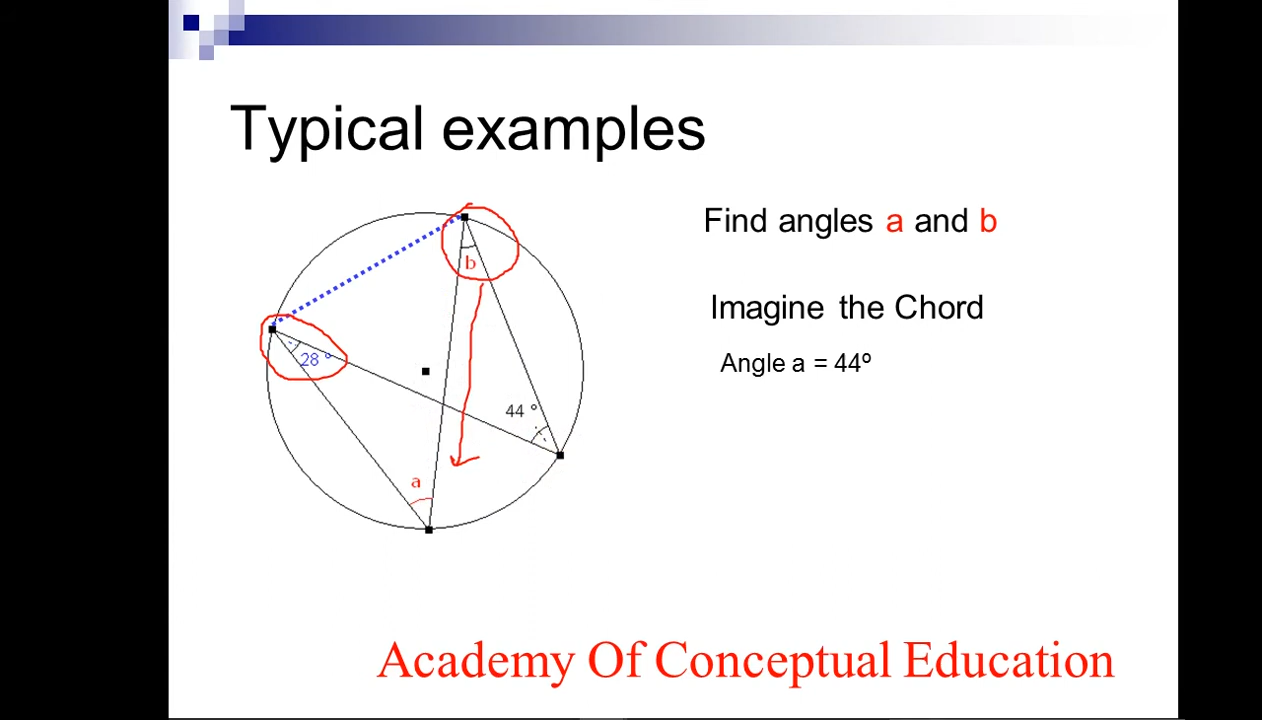 Typical examples
Find angles a and b
Imagine the Chord
Angle a = 44º
b
28 °
44 °
a
Academy Of Conceptual Education